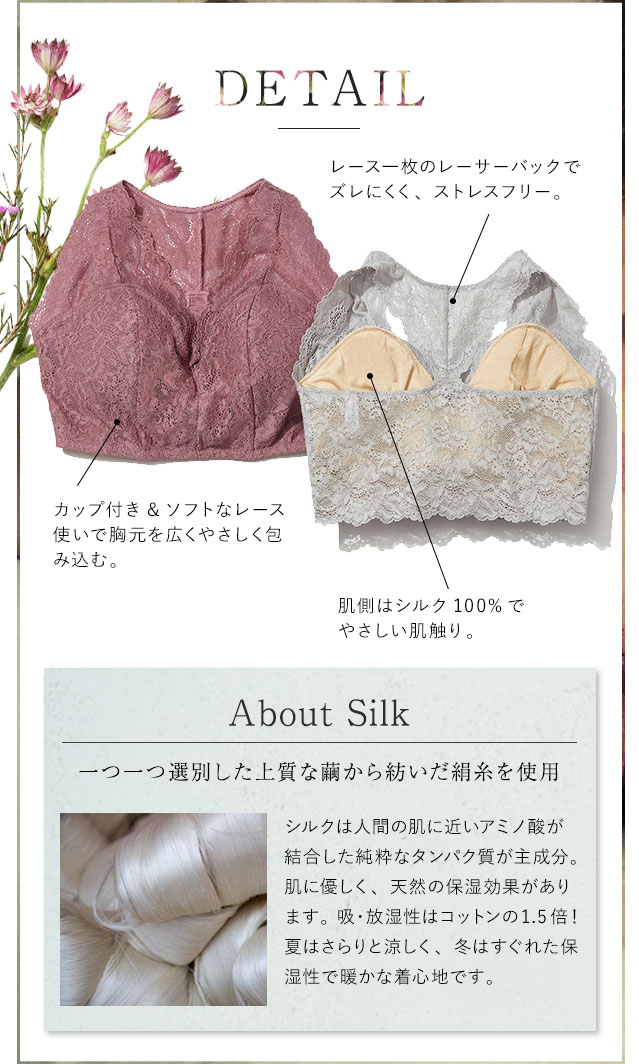 DETAIL
レース一枚のレーサーバックで
ズレにくく、ストレスフリー。
カップ付き & ソフトなレース
使いで胸元を広くやさしく包
み込む。
肌側はシルク 100% で
やさしい肌触り。
About Silk
一つ一つ選別した上質な繭から紡いだ絹糸を使用
シルクは人間の肌に近いアミノ酸が
結合した純粋なタンパク質が主成分。
肌に優しく、天然の保湿効果があり
ます。吸・放湿性はコットンの1.5倍!
夏はさらりと涼しく、冬はすぐれた保
湿性で暖かな着心地です。